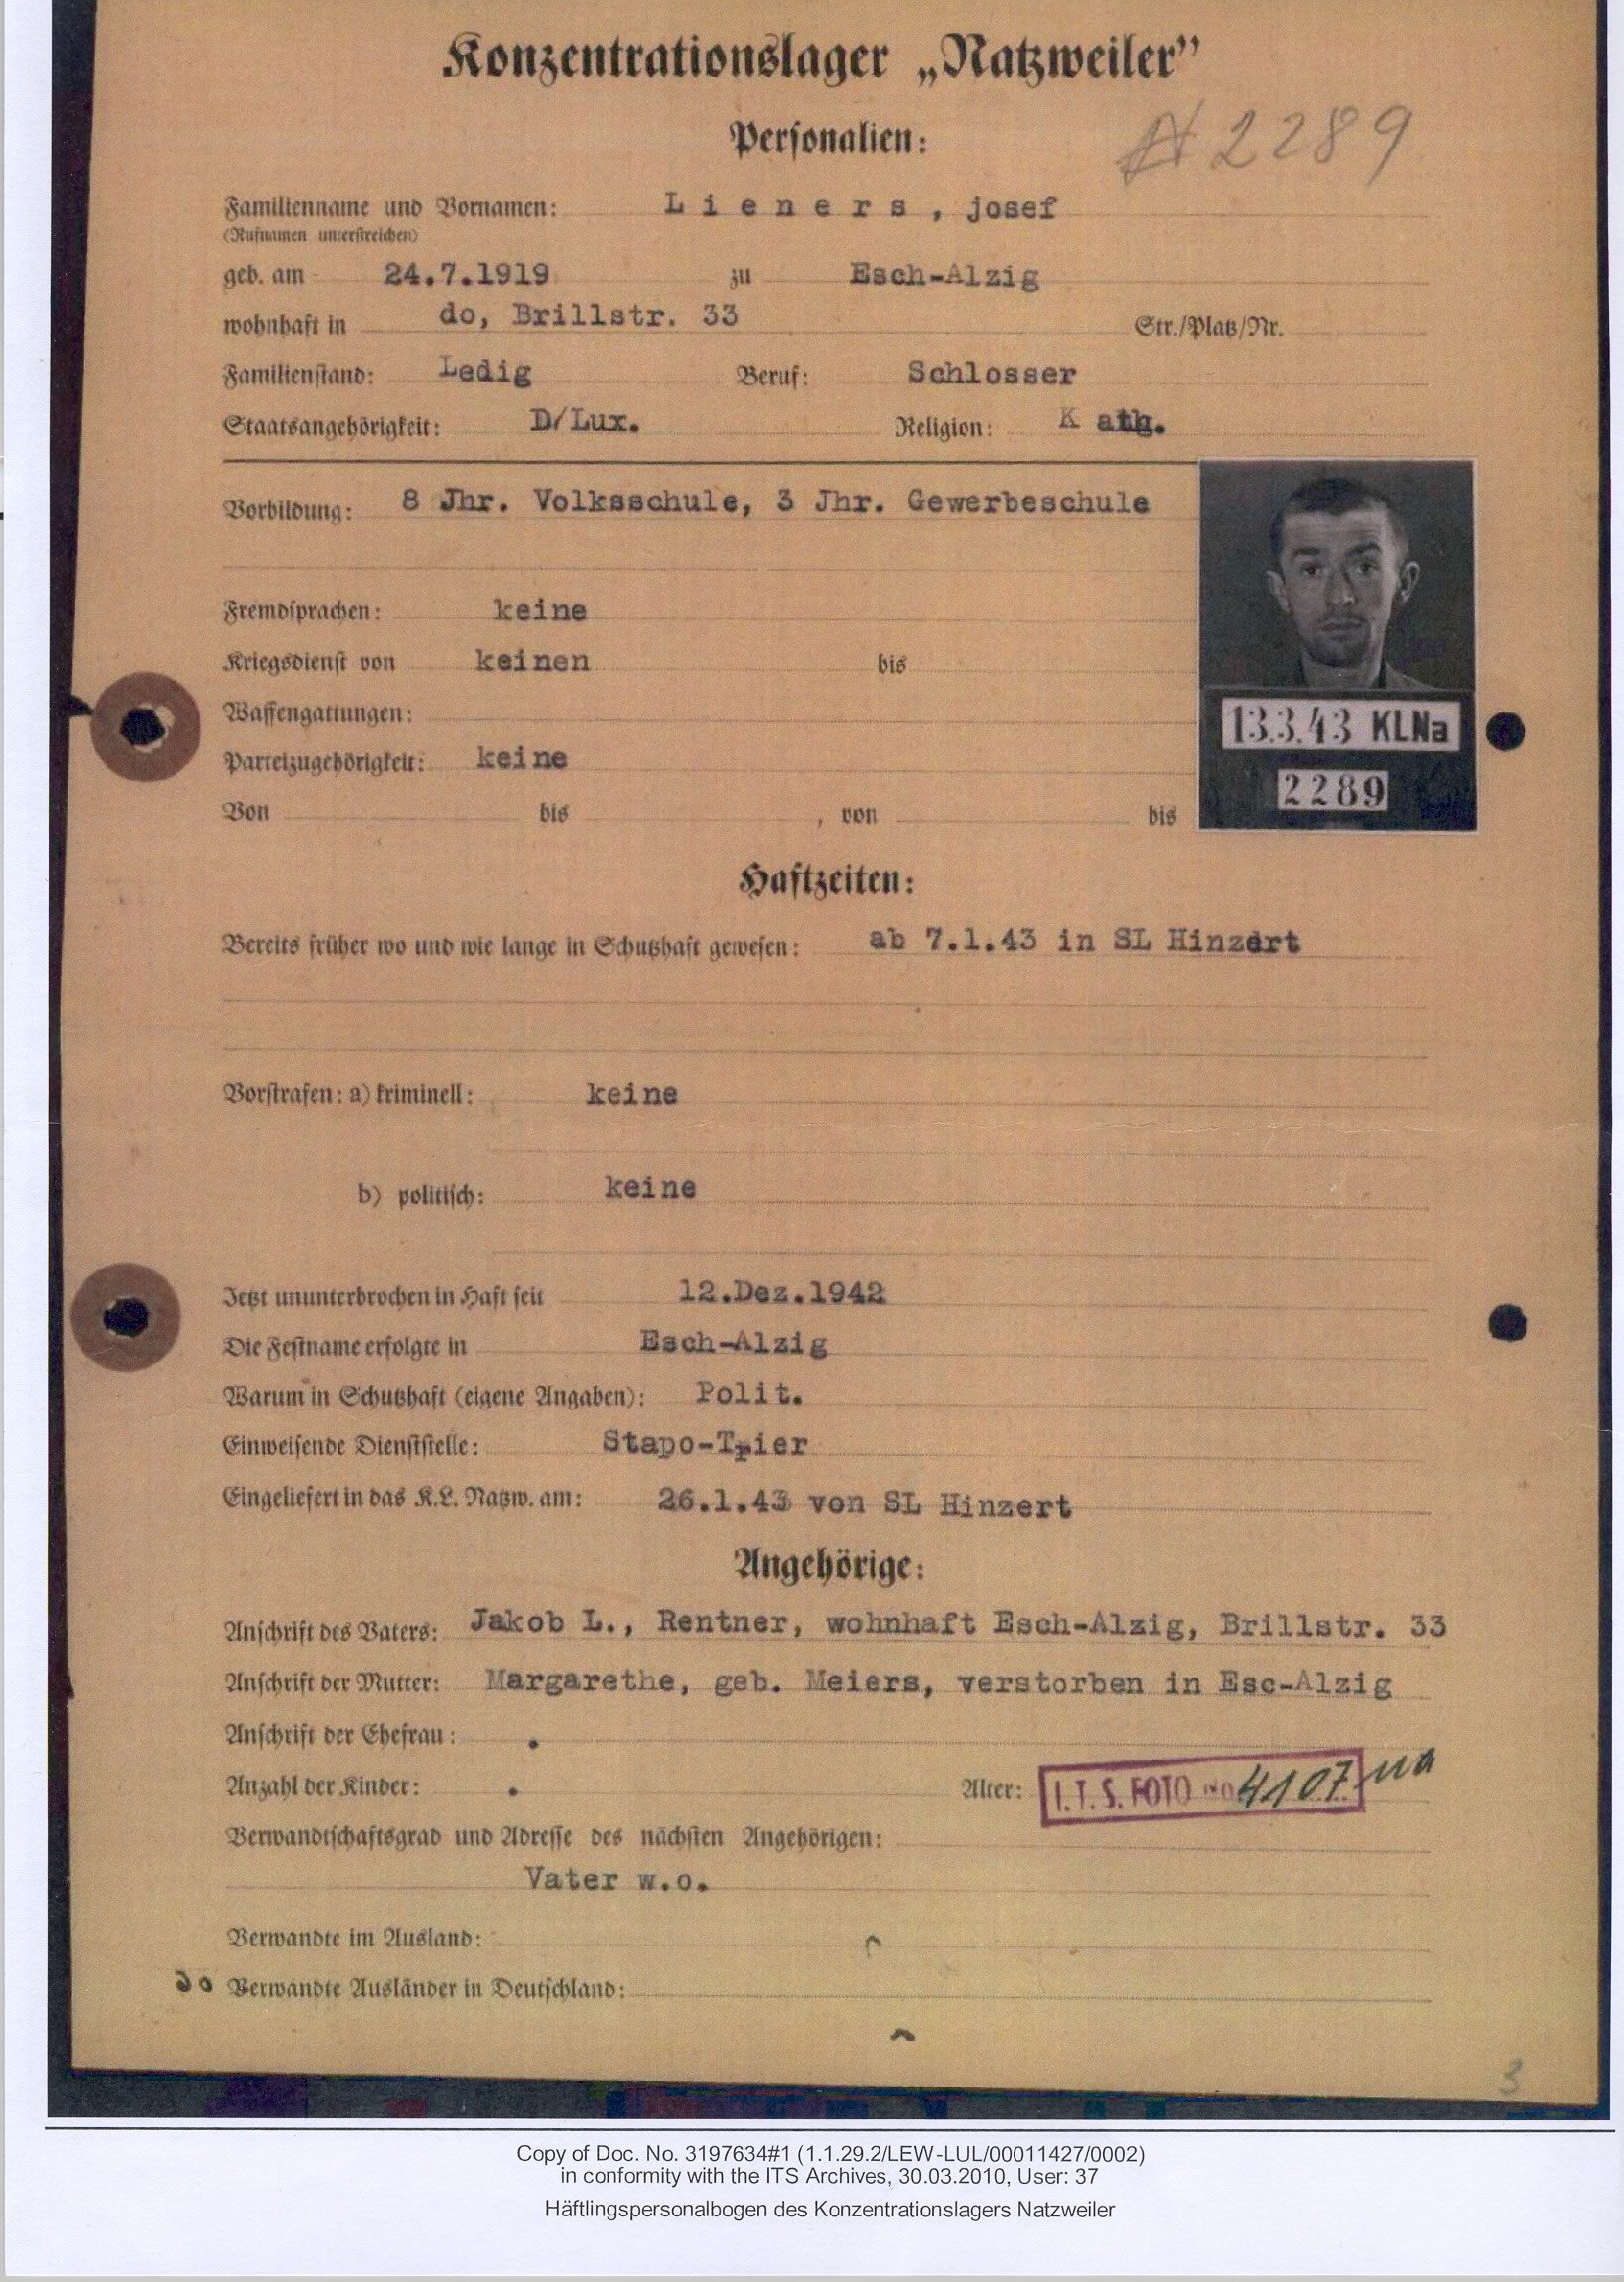 Konzentrationslager „Natzweiler”
Personalien:
2289
Familienname und Vornamen: Lieners, josef
(Rufnamen unterstreichen)
geb. am 24.7.1919 zu Esch-Alzig
wohnhaft in do, Brillstr. 33 Str./Platz/Nr.
Familienstand: Ledig Beruf: Schlosser
Staatsangehörigkeit: D/Lux. Religion: K ath.
Vorbildung: 8 Jhr. Volksschule, 3 Jhr. Gewerbeschule
Fremdsprachen: keine
Kriegsdienst von keinen bis
Waffengattungen:
Parteizugehörigkeit: keine
Von bis , von bis
13.3.43 KLNa
2289
Haftzeiten:
Bereits früher wo und wie lange in Schutzhaft gewesen: ab 7.1.43 in SL Hinzert
Vorstrafen: a) kriminell: keine
b) politisch: keine
Jetzt ununterbrochen in Haft seit 12.Dez.1942
Die Festname erfolgte in Esch-Alzig
Warum in Schutzhaft (eigene Angaben): Polit.
Einweisende Dienststelle: Stapo-Trier
Eingeliefert in das K.L. Natzw. am: 26.1.43 von SL Hinzert
Angehörige:
Anschrift des Vaters: Jakob L., Rentner, wohnhaft Esch-Alzig, Brillstr. 33
Anschrift der Mutter: Margarethe, geb. Meiers, verstorben in Esc-Alzig
Anschrift der Ehefrau: .
Anzahl der Kinder: . Alter:
I.T.S. FOTO No 4107
Verwandtschaftsgrad und Adresse des nächsten Angehörigen:
Vater w.o.
Verwandte im Ausland:
Verwandte Ausländer in Deutschland:
3
Copy of Doc. No. 3197634#1 (1.1.29.2/LEW-LUL/00011427/0002)
in conformity with the ITS Archives, 30.03.2010, User: 37
Häftlingspersonalbogen des Konzentrationslagers Natzweiler